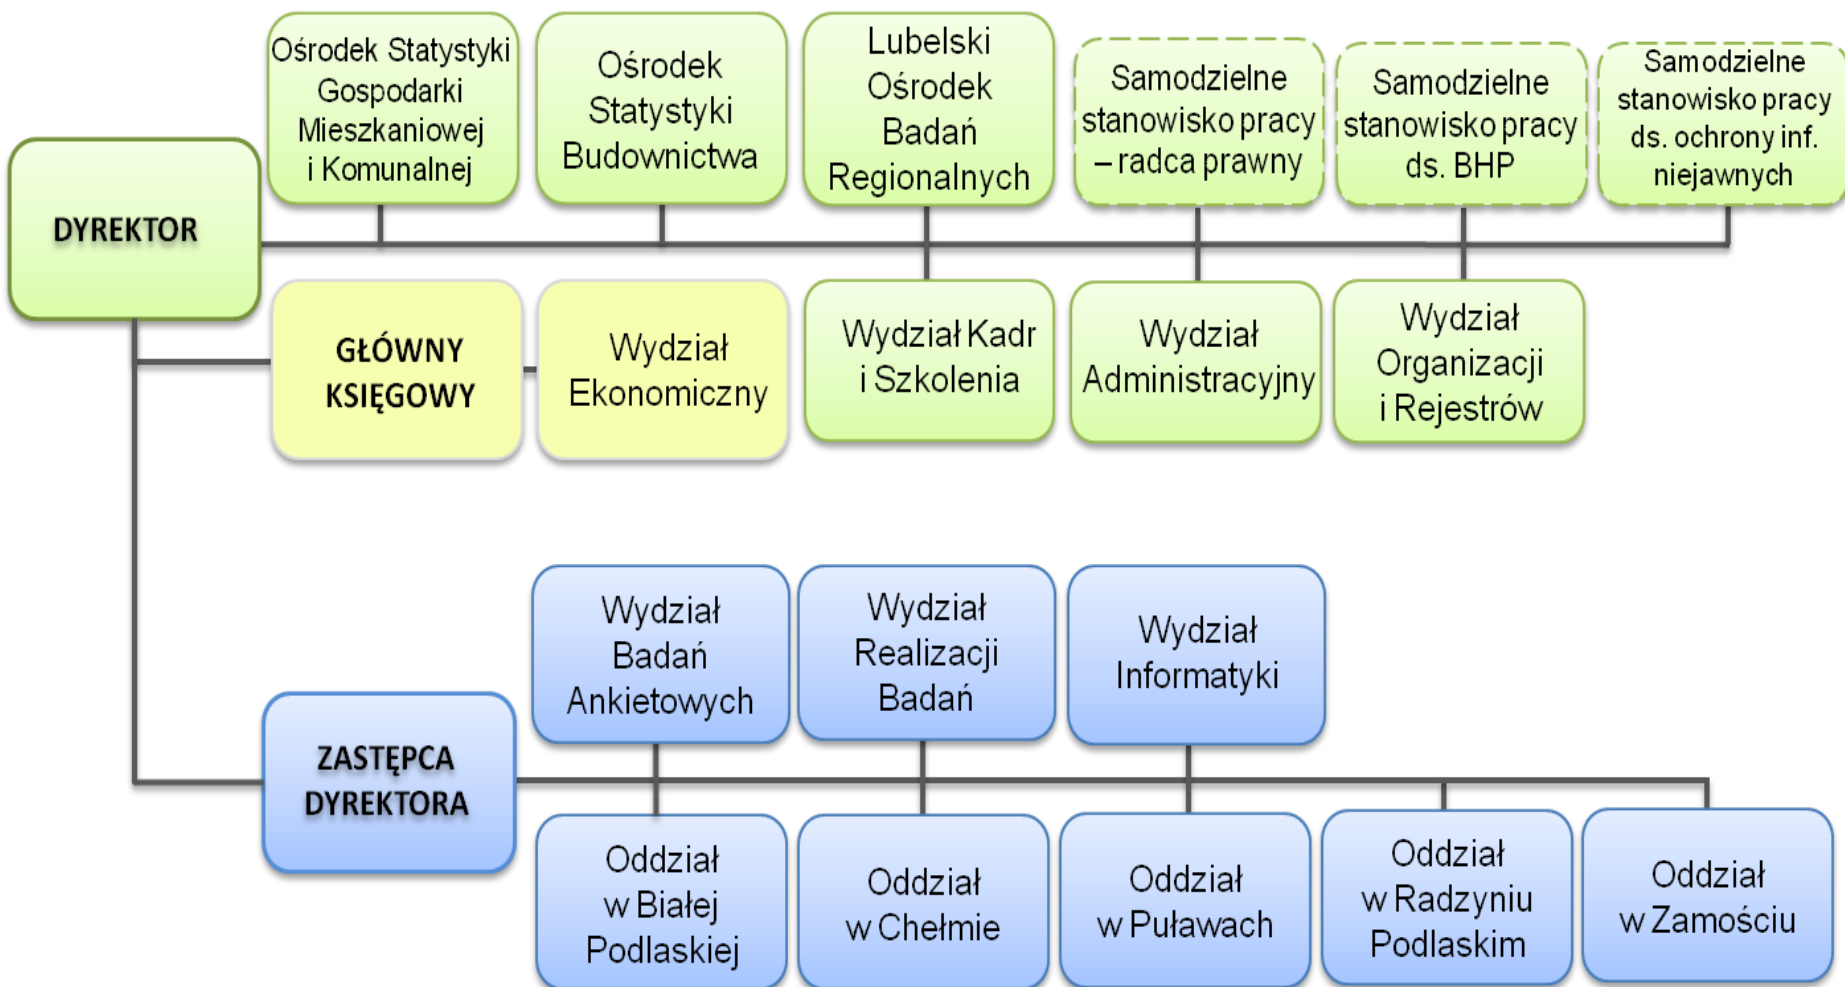 Ośrodek Statystyki
Gospodarki
Mieszkaniowej
i Komunalnej
Ośrodek
Statystyki
Budownictwa
Lubelski
Ośrodek
Badań
Regionalnych
Samodzielne
stanowisko pracy
– radca prawny
Samodzielne
stanowisko pracy
ds. BHP
Samodzielne
stanowisko pracy
ds. ochrony inf.
niejawnych
DYREKTOR
GŁÓWNY
KSIĘGOWY
Wydział
Ekonomiczny
Wydział Kadr
i Szkolenia
Wydział
Administracyjny
Wydział
Organizacji
i Rejestrów
Wydział
Badań
Ankietowych
Wydział
Realizacji
Badań
Wydział
Informatyki
ZASTĘPCA
DYREKTORA
Oddział
w Białej
Podlaskiej
Oddział
w Chełmie
Oddział
w Puławach
Oddział
w Radzyniu
Podlaskim
Oddział
w Zamościu